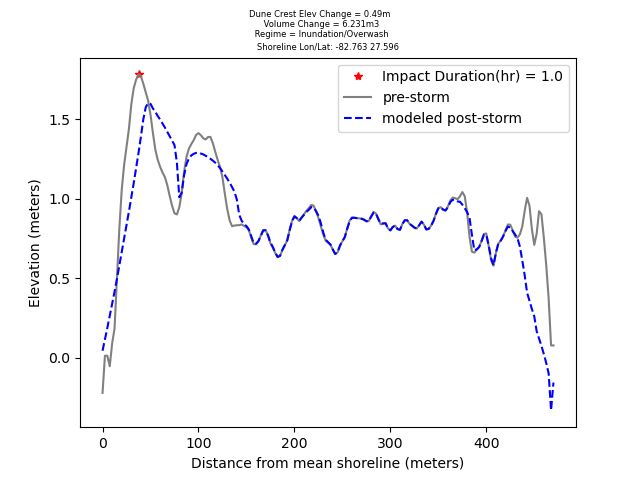 Dune Crest Elev Change = 0.49m
Volume Change = 6.231m
Regime = Inundation/Overwash
Shoreline Lon/Lat: -82.763 27.596
Impact Duration(hr) = 1.0
pre-storm
modeled post-storm
Elevation (meters)
1.5
1.0
0.5
0.0
0 100 200 300 400
Distance from mean shoreline (meters)